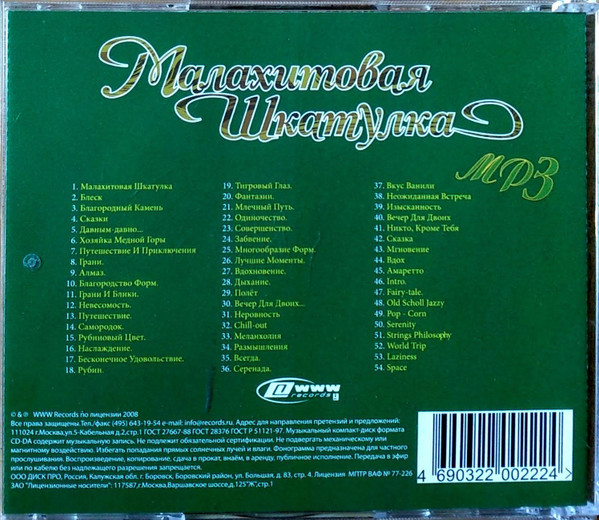 Малахитовая
Шкатулка
MP3
1. Малахитовая Шкатулка
2. Блеск
3. Благородный Камень
4. Сказки
5. Давным-давно...
6. Хозяйка Медной Горы
7. Путешествие И Приключения
8. Грани.
9. Алмаз.
10. Благородство Форм.
11. Грани И Блики.
12. Невесомость.
13. Путешествие.
14. Самородок.
15. Рубиновый Цвет.
16. Наслаждение.
17. Бесконечное Удовольствие.
18. Рубин.
19. Тигровый Глаз.
20. Фантазии.
21. Млечный Путь.
22. Одиночество.
23. Совершенство.
24. Забвение.
25. Многообразие Форм.
26. Лучшие Моменты.
27. Вдохновение.
28. Дыхание.
29. Полёт
30. Вечер Для Двоих...
31. Неровность
32. Chill-out
33. Меланхолия
34. Размышления
35. Всегда.
36. Серенада.
37. Вкус Ванили
38. Неожиданная Встреча
39. Изысканность
40. Вечер Для Двоих
41. Никто, Кроме Тебя
42. Сказка
43. Мгновение
44. Вдох
45. Амаретто
46. Intro.
47. Fairy-tale.
48. Old Scholl Jazzy
49. Pop - Corn
50. Serenity
51. Strings Philosophy
52. World Trip
53. Laziness
54. Space
www
records
© & ℗ WWW Records по лицензии 2008
Все права защищены.Тел./факс (495) 643-19-54 e-mail: info@records.ru. Адрес для направления претензий и предложений:
111024 г.Москва,ул.5-Кабельная д.2,стр.1 ГОСТ 27667-88 ГОСТ 28376 ГОСТ Р 51121-97. Музыкальный компакт-диск формата
CD-DA содержит музыкальную запись. Не подлежит обязательной сертификации. Не подвергать механическому или
магнитному воздействию. Избегать попадания прямых солнечных лучей и влаги. Фонограмма предназначена для частного
прослушивания. Воспроизведение, копирование, сдача в прокат, внаём, в аренду, публичное исполнение. Передача в эфир
или по кабелю без надлежащего разрешения запрещается.
ООО ДИСК ПРО, Россия, Калужская обл. г. Боровск, Боровский район, ул. Большая, д. 83, стр. 4. Лицензия МПТР ВАФ № 77-226
ЗАО "Лицензионные носители": 117587,г.Москва,Варшавское шоссе,д.125"Ж",стр.1
4 690322 002224